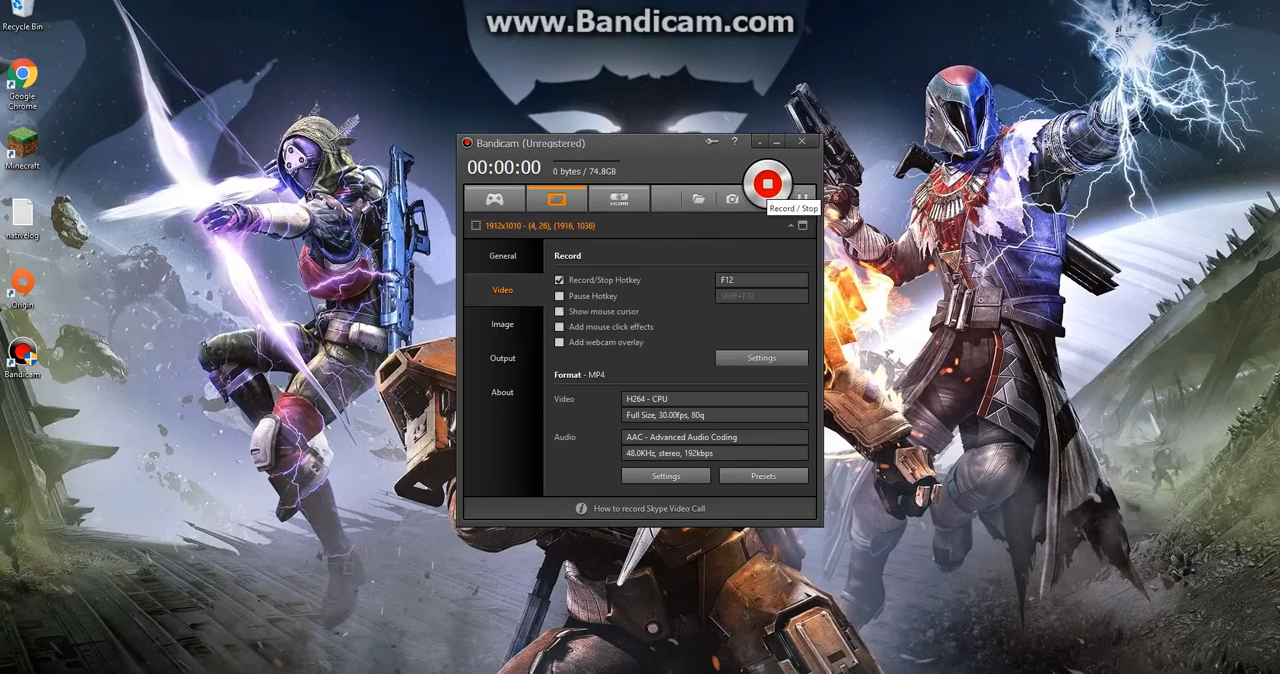 www.Bandicam.com
Recycle Bin
Google
Chrome
Minecraft
nativelog
Origin
Bandicam
Bandicam (Unregistered)
?
00:00:00
0 bytes / 74.8GB
HDMI
Record / Stop
1912x1010 - (4, 26), (1916, 1036)
General
Video
Image
Output
About
Record
Record/Stop Hotkey
F12
Pause Hotkey
Shift+F12
Show mouse cursor
Add mouse click effects
Add webcam overlay
Settings
Format - MP4
Video
H264 - CPU
Full Size, 30.00fps, 80q
Audio
AAC - Advanced Audio Coding
48.0KHz, stereo, 192kbps
Settings
Presets
How to record Skype Video Call